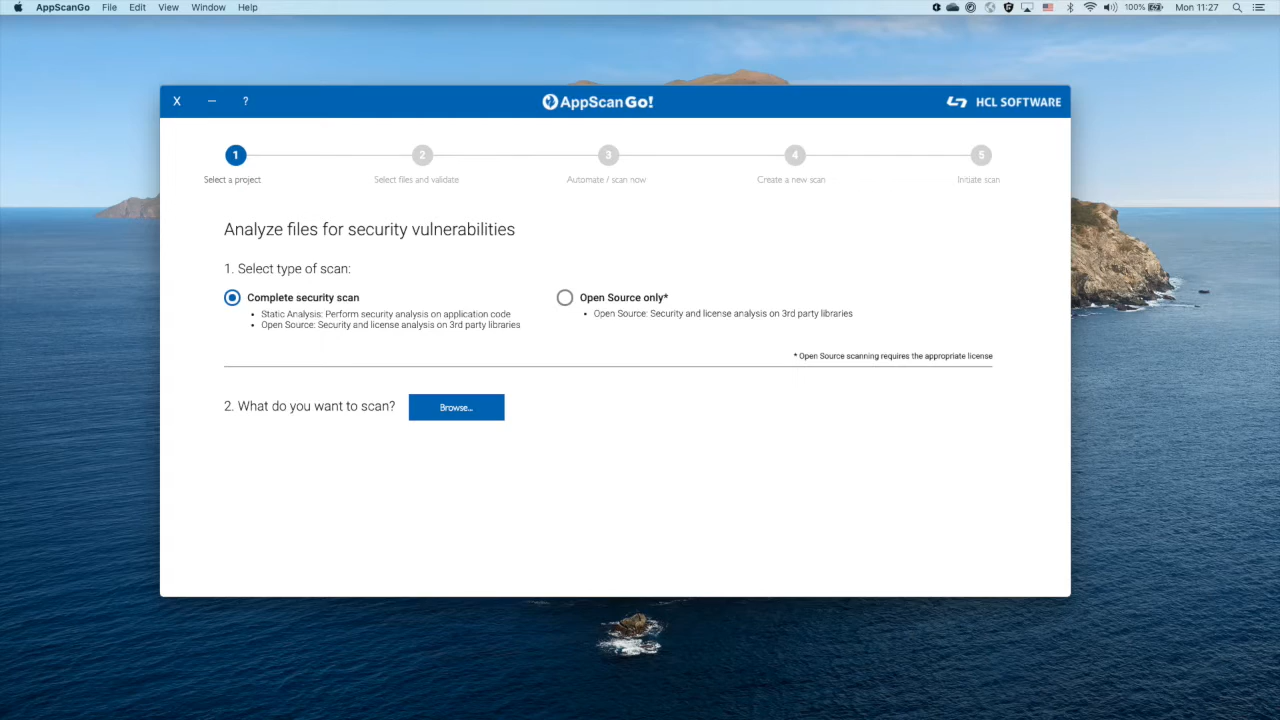 AppScanGo File Edit View Window Help 100% Mon 11:27
X — ? AppScan Go! HCL SOFTWARE
1 2 3 4 5
Select a project Select files and validate Automate / scan now Create a new scan Initiate scan
Analyze files for security vulnerabilities
1. Select type of scan:
Complete security scan Open Source only*
• Static Analysis: Perform security analysis on application code • Open Source: Security and license analysis on 3rd party libraries
• Open Source: Security and license analysis on 3rd party libraries
* Open Source scanning requires the appropriate license
2. What do you want to scan? Browse...